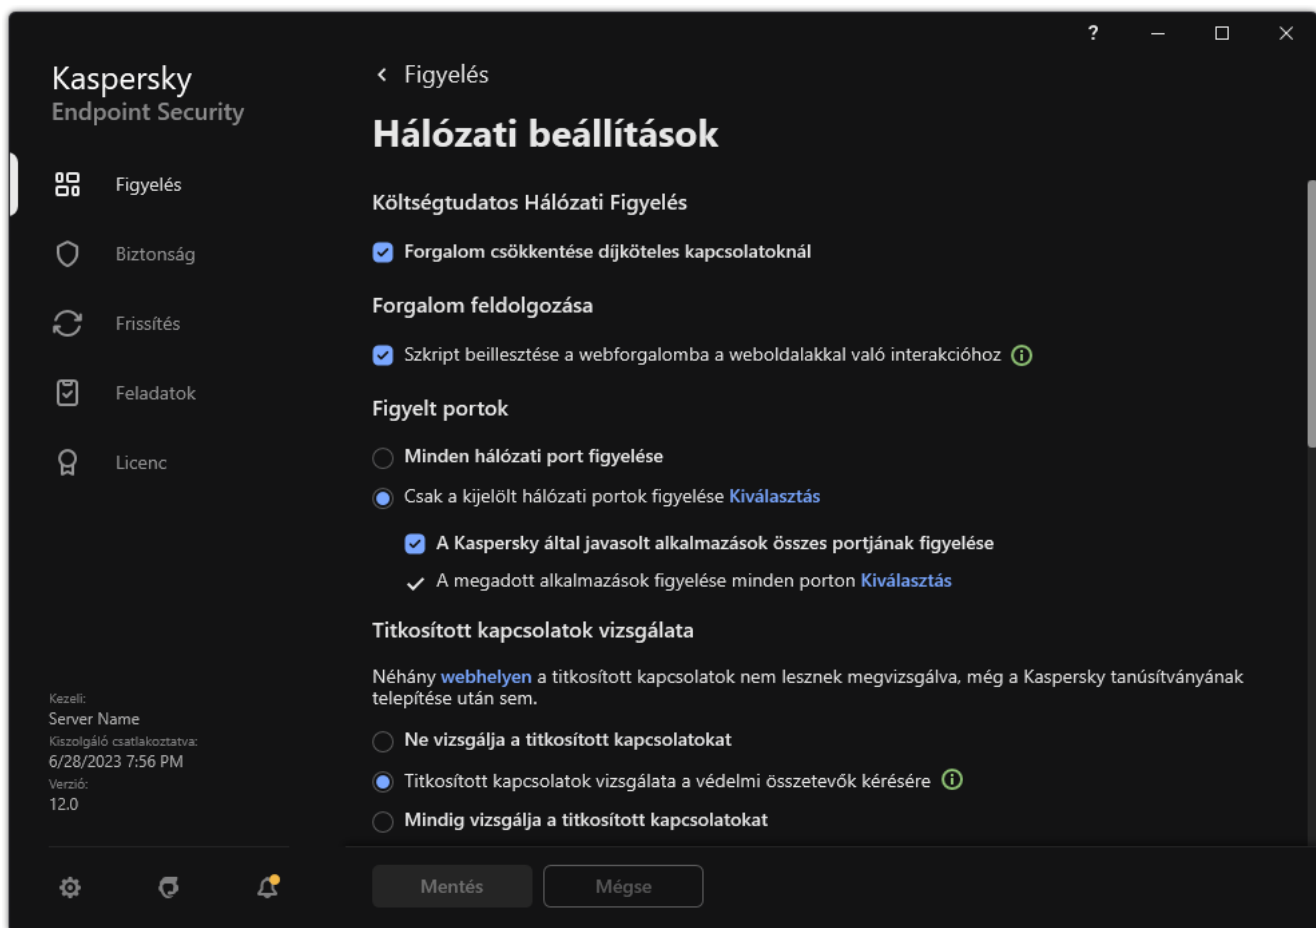 ?
Kaspersky
Endpoint Security
Figyelés
Biztonság
Frissítés
Feladatok
Licenc
Kezeli:
Server Name
Kiszolgáló csatlakoztatva:
6/28/2023 7:56 PM
Verzió:
12.0
Figyelés
Hálózati beállítások
Költségtudatos Hálózati Figyelés
Forgalom csökkentése díjköteles kapcsolatoknál
Forgalom feldolgozása
Szkript beillesztése a webforgalomba a weboldalakkal való interakcióhoz
Figyelt portok
Minden hálózati port figyelése
Csak a kijelölt hálózati portok figyelése Kiválasztás
A Kaspersky által javasolt alkalmazások összes portjának figyelése
A megadott alkalmazások figyelése minden porton Kiválasztás
Titkosított kapcsolatok vizsgálata
Néhány webhelyen a titkosított kapcsolatok nem lesznek megvizsgálva, még a Kaspersky tanúsítványának
telepítése után sem.
Ne vizsgálja a titkosított kapcsolatokat
Titkosított kapcsolatok vizsgálata a védelmi összetevők kérésére
Mindig vizsgálja a titkosított kapcsolatokat
Mentés
Mégse